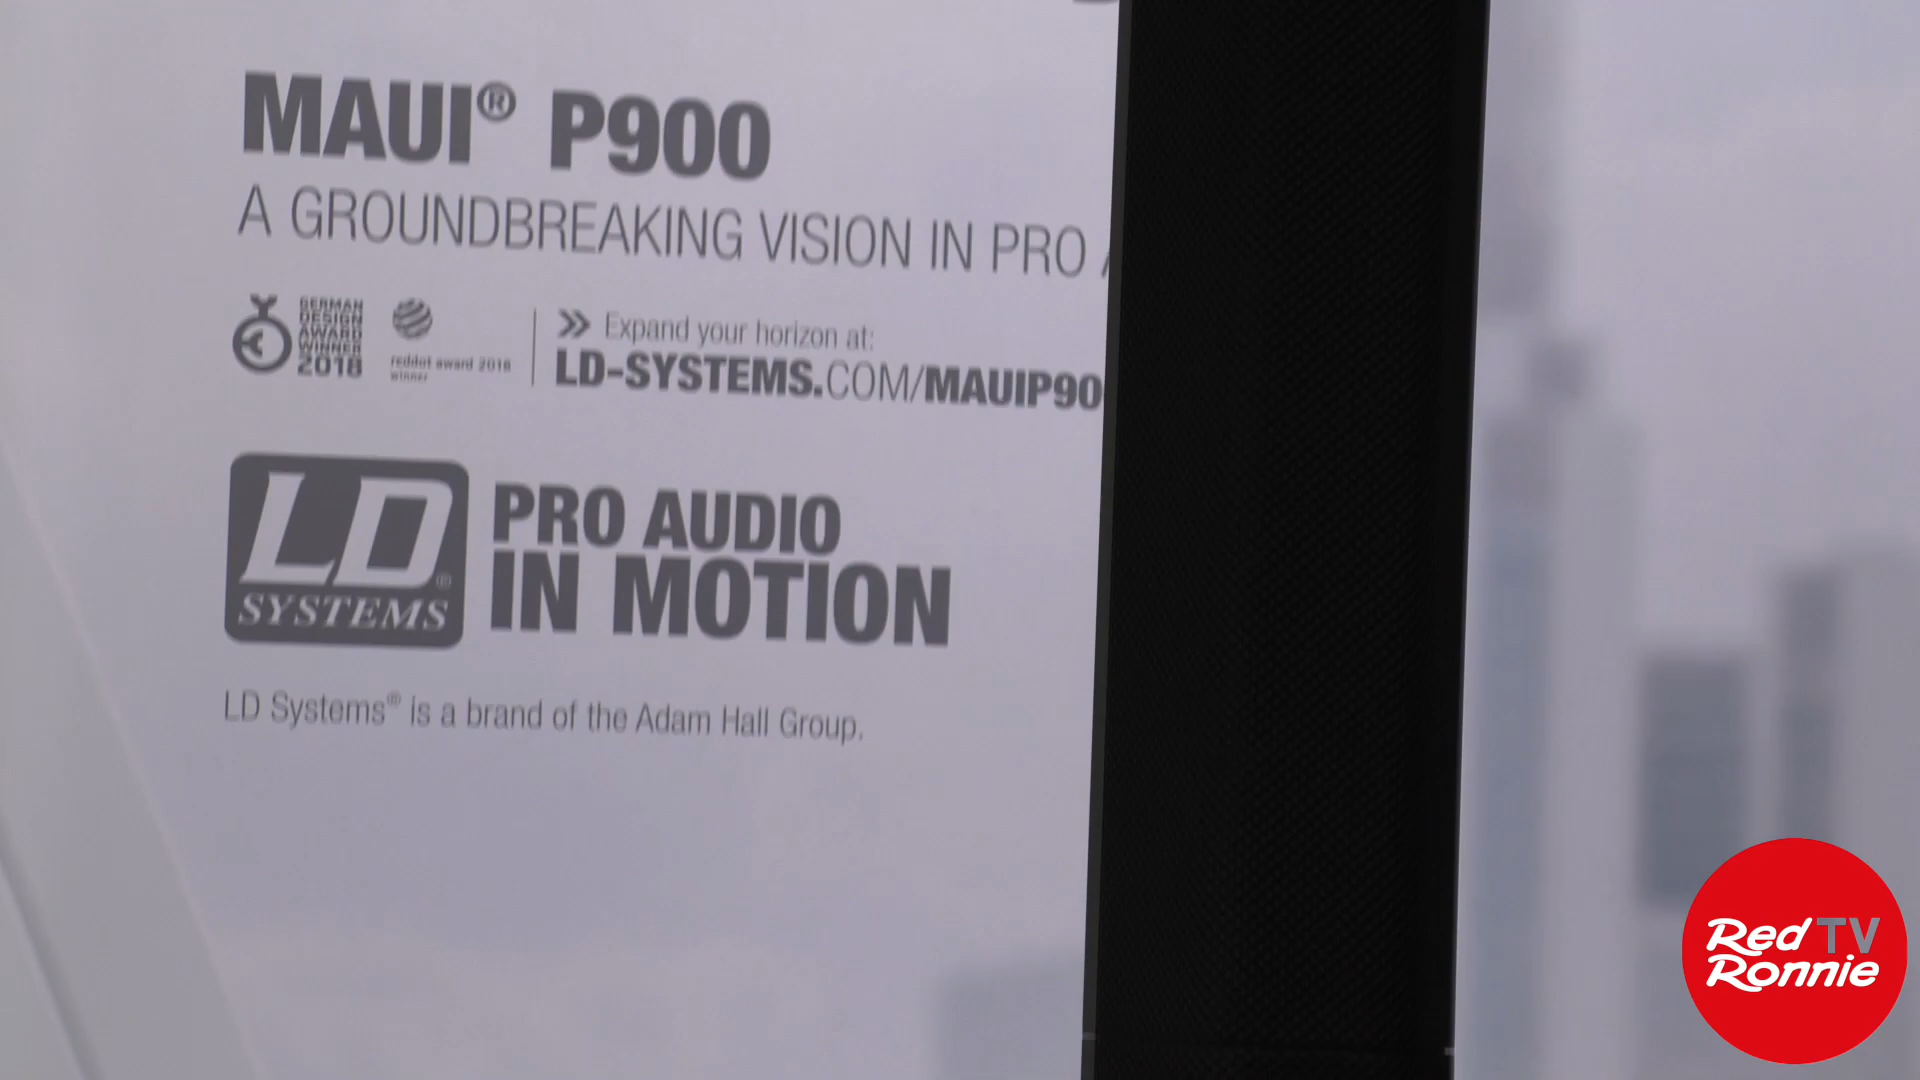 MAUI® P900
A GROUNDBREAKING VISION IN PRO
GERMAN
DESIGN
AWARD
WINNER
2018
reddot award 2018
winner
Expand your horizon at:
LD-SYSTEMS.COM/MAUIP90
LD®
SYSTEMS
PRO AUDIO
IN MOTION
LD Systems® is a brand of the Adam Hall Group.
Red TV
Ronnie